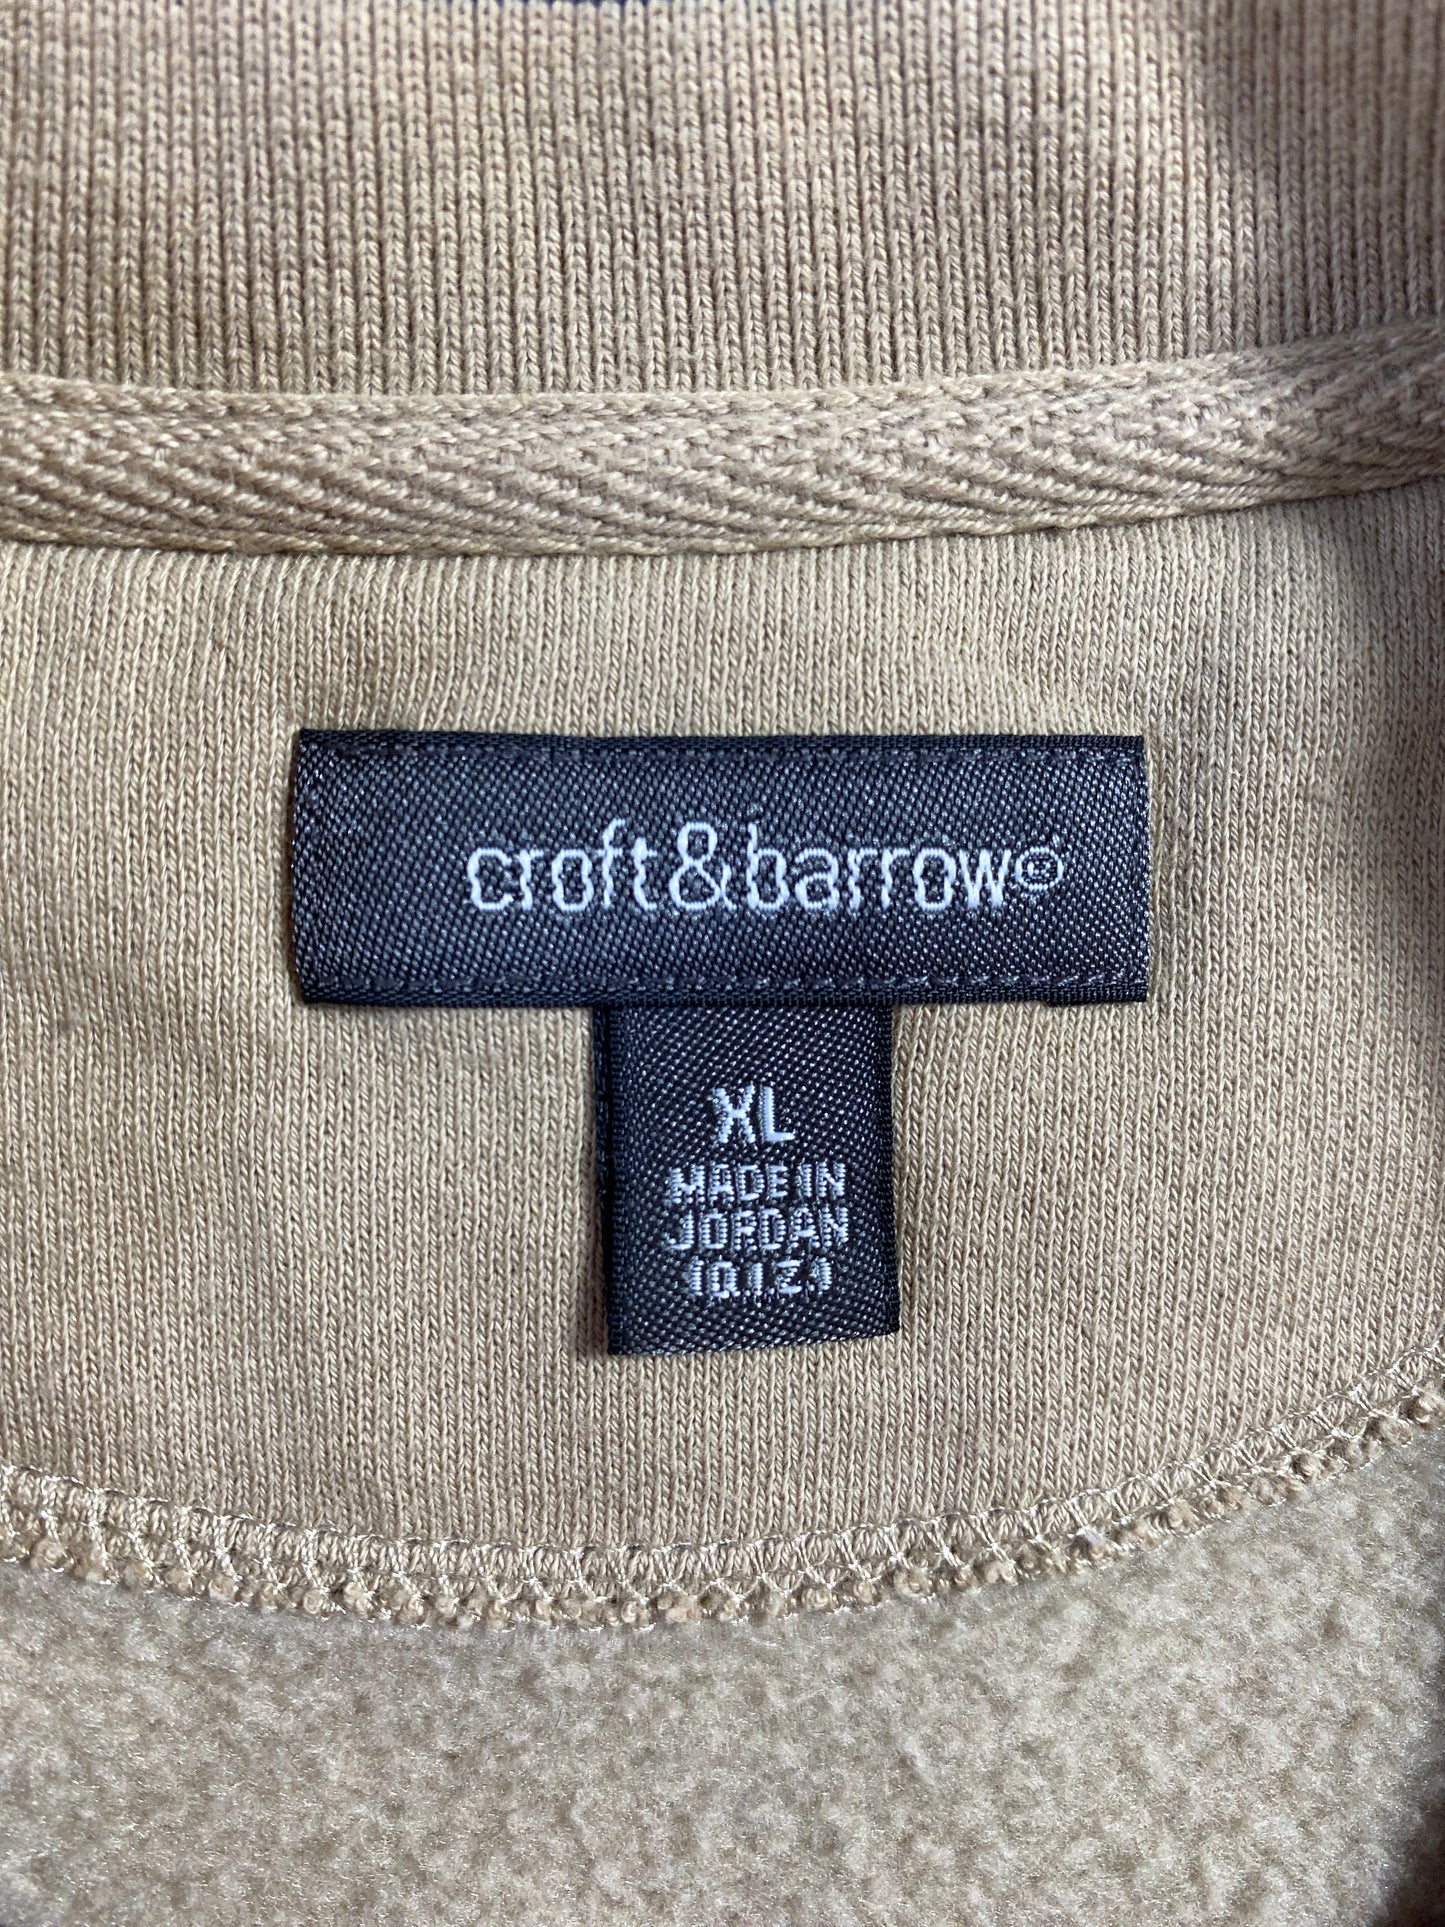 croft&barrow®
XL
MADE IN
JORDAN
(Q.I.Z.)